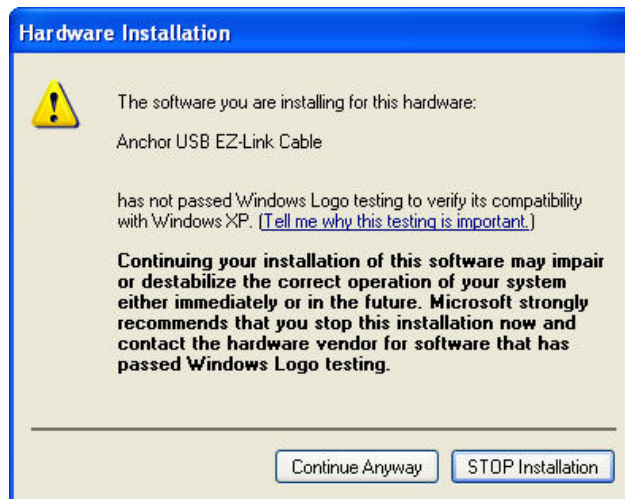 Hardware Installation
The software you are installing for this hardware:
Anchor USB EZ-Link Cable
has not passed Windows Logo testing to verify its compatibility
with Windows XP. (Tell me why this testing is important.)
Continuing your installation of this software may impair
or destabilize the correct operation of your system
either immediately or in the future. Microsoft strongly
recommends that you stop this installation now and
contact the hardware vendor for software that has
passed Windows Logo testing.
Continue Anyway
STOP Installation